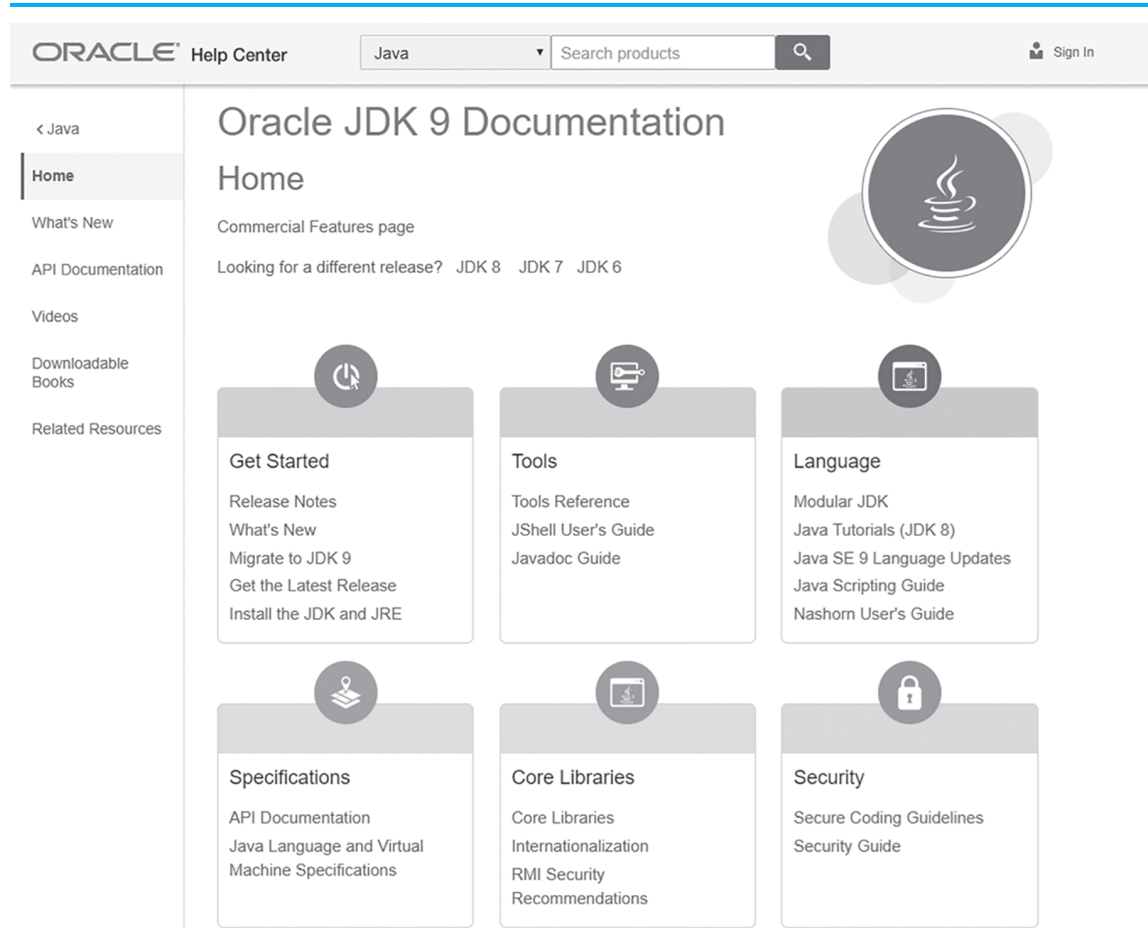 ORACLE® Help Center Java Search products Sign In
< Java
Home
What's New
API Documentation
Videos
Downloadable
Books
Related Resources
Oracle JDK 9 Documentation
Home
Commercial Features page
Looking for a different release? JDK 8 JDK 7 JDK 6
Get Started
Release Notes
What's New
Migrate to JDK 9
Get the Latest Release
Install the JDK and JRE
Tools
Tools Reference
JShell User's Guide
Javadoc Guide
Language
Modular JDK
Java Tutorials (JDK 8)
Java SE 9 Language Updates
Java Scripting Guide
Nashorn User's Guide
Specifications
API Documentation
Java Language and Virtual
Machine Specifications
Core Libraries
Core Libraries
Internationalization
RMI Security
Recommendations
Security
Secure Coding Guidelines
Security Guide